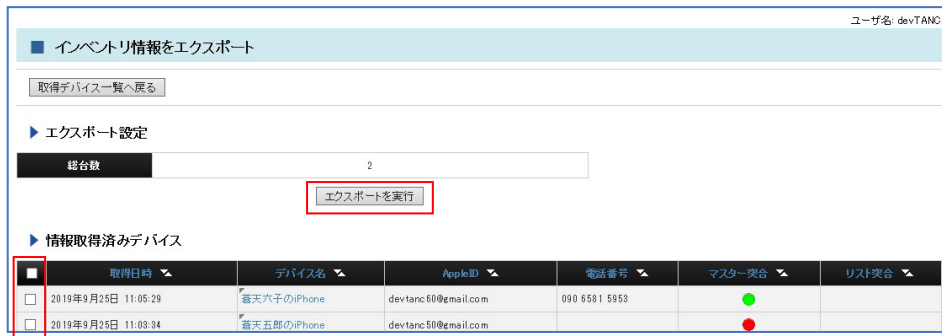 ユーザ名: devTANC
■ インベントリ情報をエクスポート
取得デバイス一覧へ戻る
エクスポート設定
総台数 2
エクスポートを実行
情報取得済みデバイス
取得日時 デバイス名 AppleID 電話番号 マスター突合 リスト突合
2019年9月25日 11:05:29 蒼天六子のiPhone devtanc60@gmail.com 090 6581 5953
2019年9月25日 11:03:34 蒼天五郎のiPhone devtanc50@gmail.com